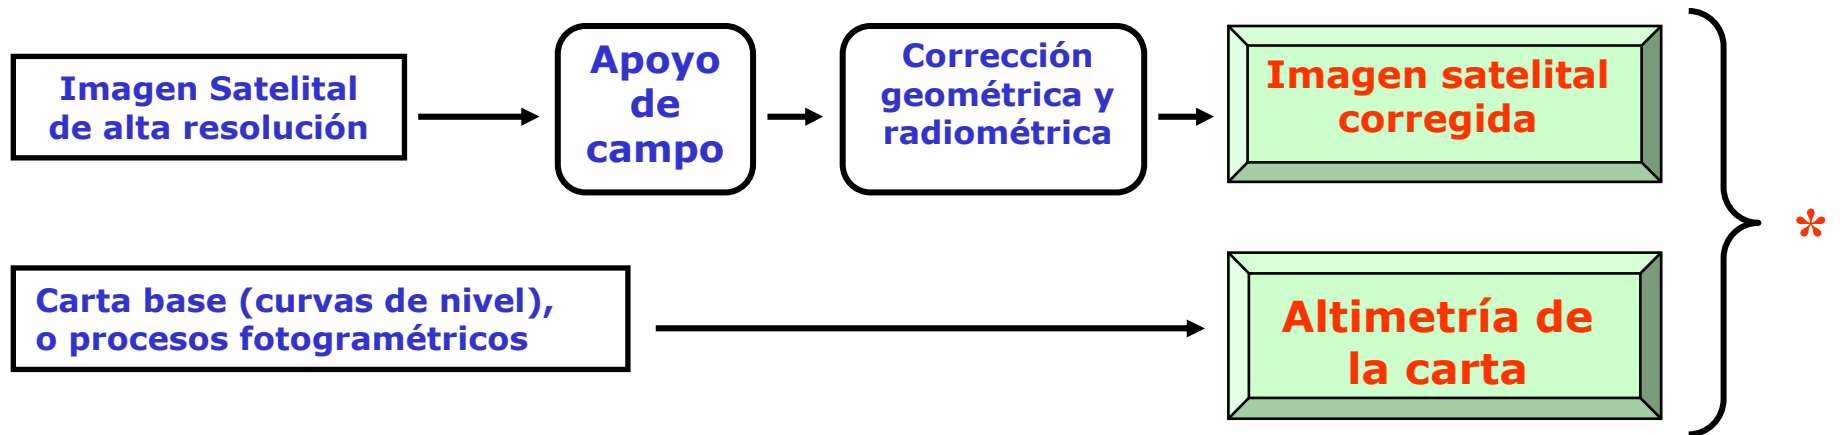 Imagen Satelital
de alta resolución
Apoyo
de
campo
Corrección
geométrica y
radiométrica
Imagen satelital
corregida
*
Carta base (curvas de nivel),
o procesos fotogramétricos
Altimetría de
la carta